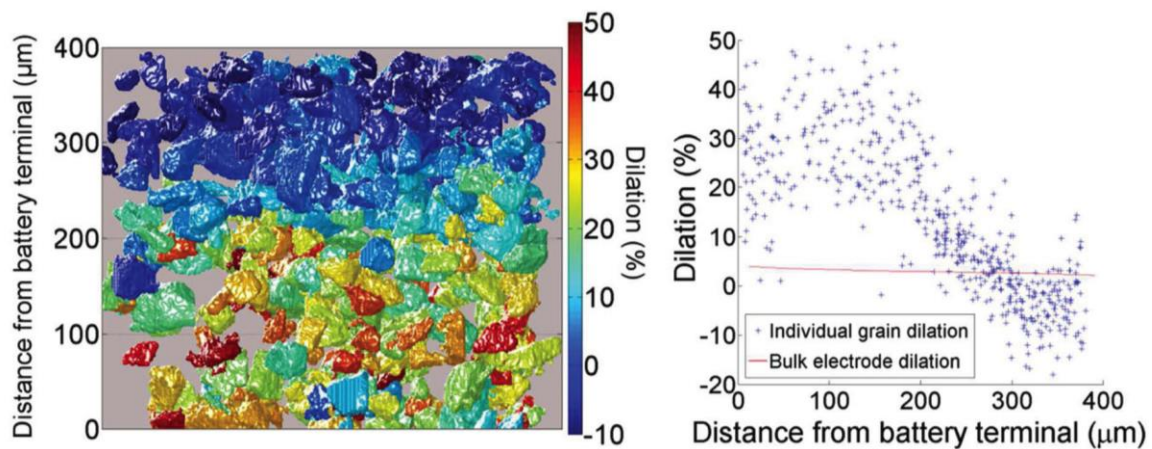 Distance from battery terminal (µm)
400
300
200
100
0
50
40
30
20
10
0
-10
Dilation (%)
Dilation (%)
50
40
30
20
10
0
-10
-20
Individual grain dilation
Bulk electrode dilation
0 100 200 300 400
Distance from battery terminal (µm)